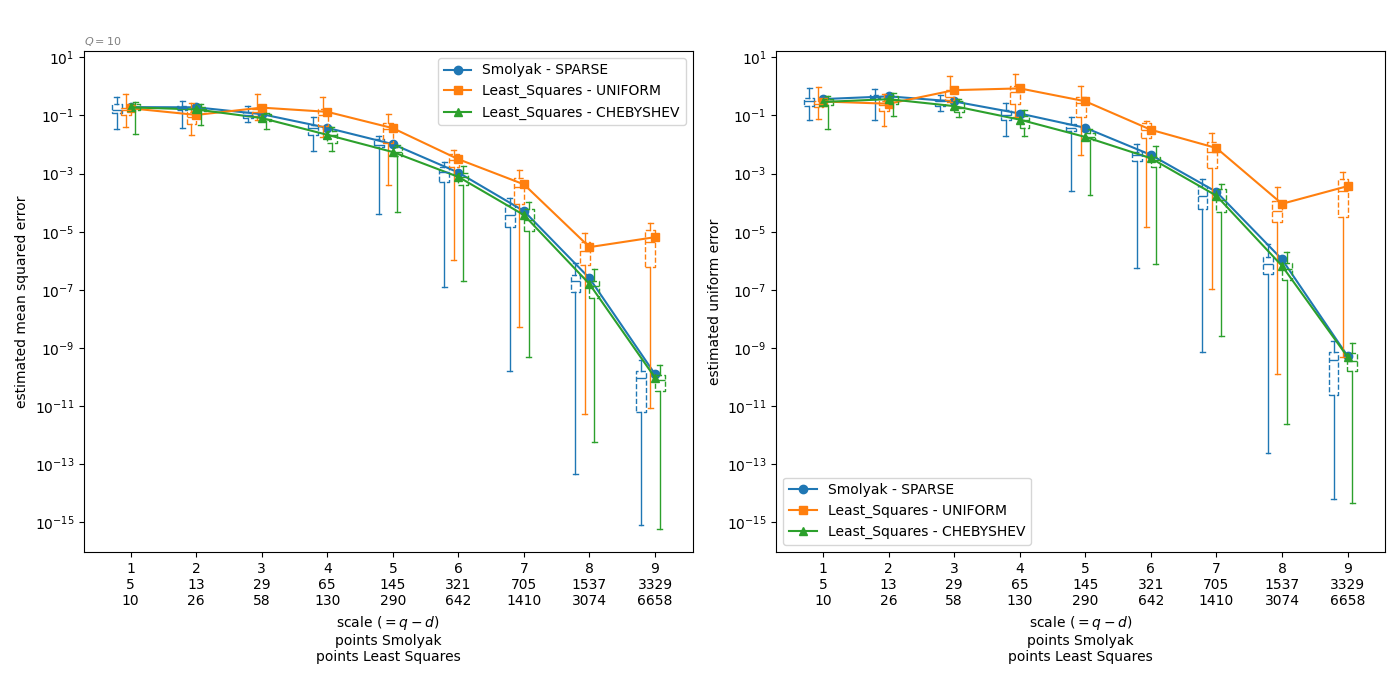 Q = 10
estimated mean squared error
10¹
10⁻¹
10⁻³
10⁻⁵
10⁻⁷
10⁻⁹
10⁻¹¹
10⁻¹³
10⁻¹⁵
Smolyak - SPARSE
Least_Squares - UNIFORM
Least_Squares - CHEBYSHEV
1 2 3 4 5 6 7 8 9
5 13 29 65 145 321 705 1537 3329
10 26 58 130 290 642 1410 3074 6658
scale (= q − d)
points Smolyak
points Least Squares
estimated uniform error
10¹
10⁻¹
10⁻³
10⁻⁵
10⁻⁷
10⁻⁹
10⁻¹¹
10⁻¹³
10⁻¹⁵
Smolyak - SPARSE
Least_Squares - UNIFORM
Least_Squares - CHEBYSHEV
1 2 3 4 5 6 7 8 9
5 13 29 65 145 321 705 1537 3329
10 26 58 130 290 642 1410 3074 6658
scale (= q − d)
points Smolyak
points Least Squares